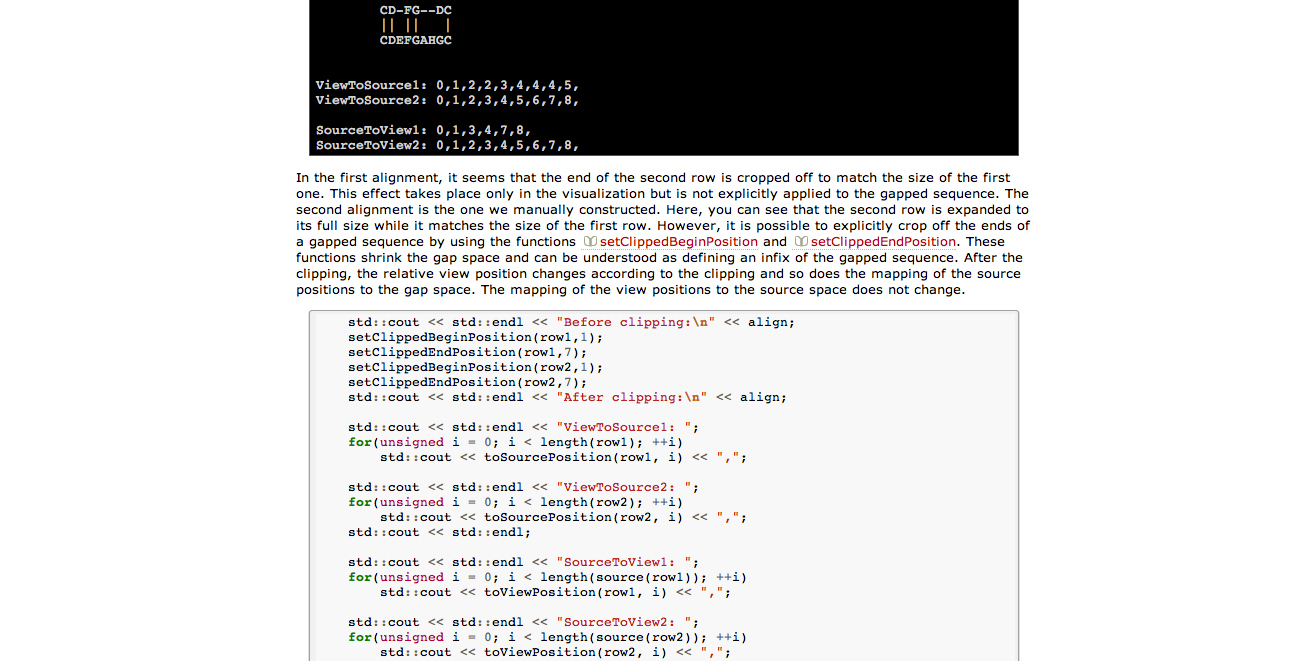 CD-FG--DC
|| ||   |
CDEFGAHGC
ViewToSource1: 0,1,2,2,3,4,4,4,5,
ViewToSource2: 0,1,2,3,4,5,6,7,8,
SourceToView1: 0,1,3,4,7,8,
SourceToView2: 0,1,2,3,4,5,6,7,8,
In the first alignment, it seems that the end of the second row is cropped off to match the size of the first
one. This effect takes place only in the visualization but is not explicitly applied to the gapped sequence. The
second alignment is the one we manually constructed. Here, you can see that the second row is expanded to
its full size while it matches the size of the first row. However, it is possible to explicitly crop off the ends of
a gapped sequence by using the functions setClippedBeginPosition and setClippedEndPosition. These
functions shrink the gap space and can be understood as defining an infix of the gapped sequence. After the
clipping, the relative view position changes according to the clipping and so does the mapping of the source
positions to the gap space. The mapping of the view positions to the source space does not change.
std::cout << std::endl << "Before clipping:\n" << align;
setClippedBeginPosition(row1,1);
setClippedEndPosition(row1,7);
setClippedBeginPosition(row2,1);
setClippedEndPosition(row2,7);
std::cout << std::endl << "After clipping:\n" << align;
std::cout << std::endl << "ViewToSource1: ";
for(unsigned i = 0; i < length(row1); ++i)
    std::cout << toSourcePosition(row1, i) << ",";
std::cout << std::endl << "ViewToSource2: ";
for(unsigned i = 0; i < length(row2); ++i)
    std::cout << toSourcePosition(row2, i) << ",";
std::cout << std::endl;
std::cout << std::endl << "SourceToView1: ";
for(unsigned i = 0; i < length(source(row1)); ++i)
    std::cout << toViewPosition(row1, i) << ",";
std::cout << std::endl << "SourceToView2: ";
for(unsigned i = 0; i < length(source(row2)); ++i)
    std::cout << toViewPosition(row2, i) << ",";